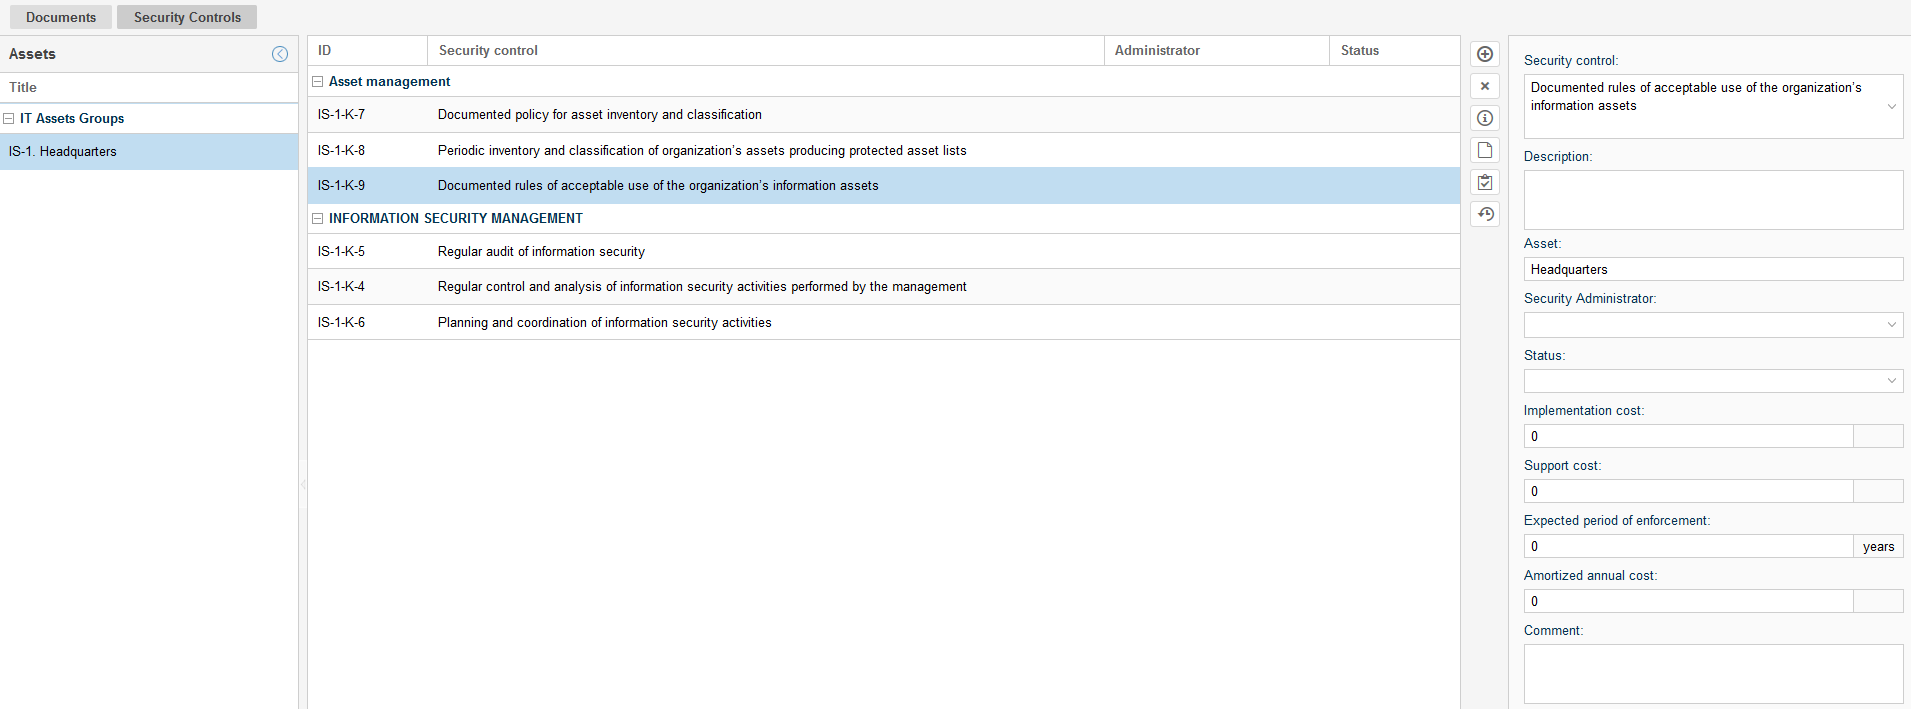 Documents Security Controls
Assets
Title
IT Assets Groups
IS-1. Headquarters
ID Security control Administrator Status
Asset management
IS-1-K-7 Documented policy for asset inventory and classification
IS-1-K-8 Periodic inventory and classification of organization’s assets producing protected asset lists
IS-1-K-9 Documented rules of acceptable use of the organization’s information assets
INFORMATION SECURITY MANAGEMENT
IS-1-K-5 Regular audit of information security
IS-1-K-4 Regular control and analysis of information security activities performed by the management
IS-1-K-6 Planning and coordination of information security activities
Security control:
Documented rules of acceptable use of the organization’s
information assets
Description:
Asset:
Headquarters
Security Administrator:
Status:
Implementation cost:
0
Support cost:
0
Expected period of enforcement:
0 years
Amortized annual cost:
0
Comment: